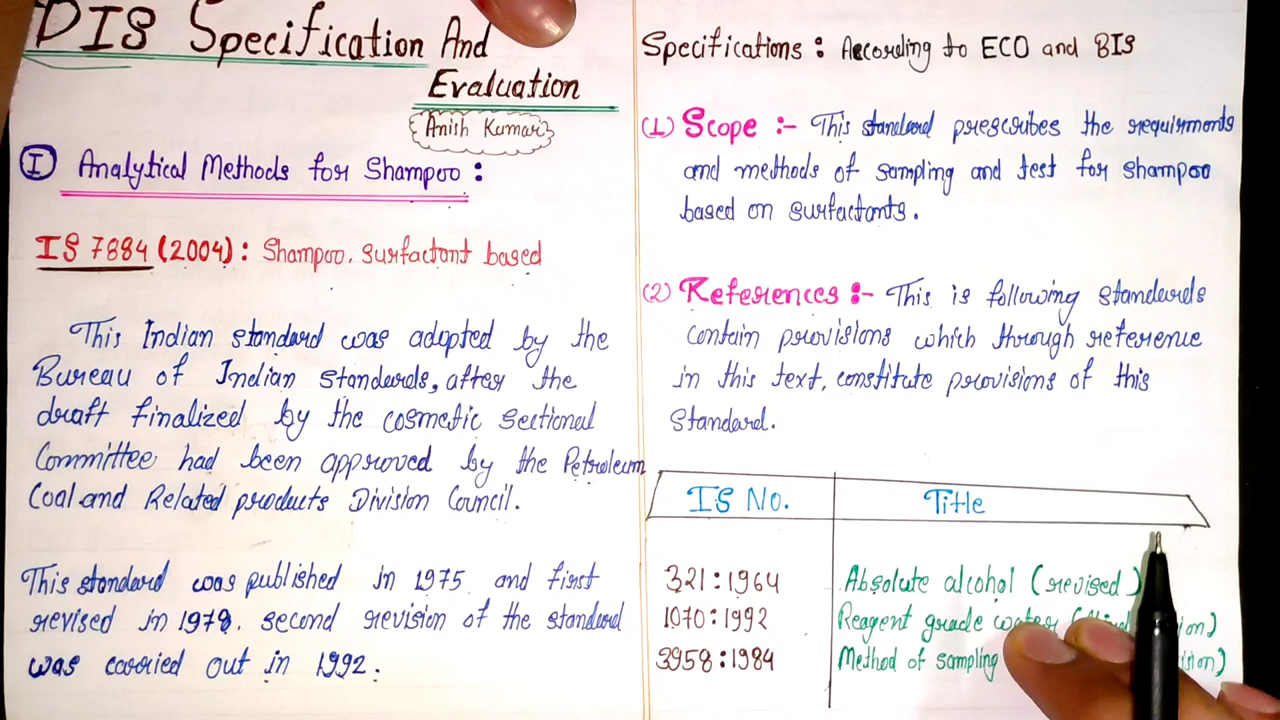 DIS Specification And
Evaluation
Anish Kumar
I Analytical Methods for Shampoo :
IS 7884 (2004) : Shampoo, surfactant based
This Indian standard was adopted by the
Bureau of Indian Standards, after the
draft finalized by the cosmetic sectional
Committee had been approved by the Petroleum
Coal and Related products Division Council.
This standard was published in 1975 and first
revised in 1979. second revision of the standard
was carried out in 1992.
Specifications : According to ECO and BIS
(1) Scope :- This standard prescribes the requirments
and methods of sampling and test for shampoo
based on surfactants.
(2) References :- This is following standards
contain provisions which through reference
in this text, constitute provisions of this
Standard.
IS No. Title
321 : 1964 Absolute alcohol (revised)
1070 : 1992 Reagent grade water
3958 : 1984 Method of sampling